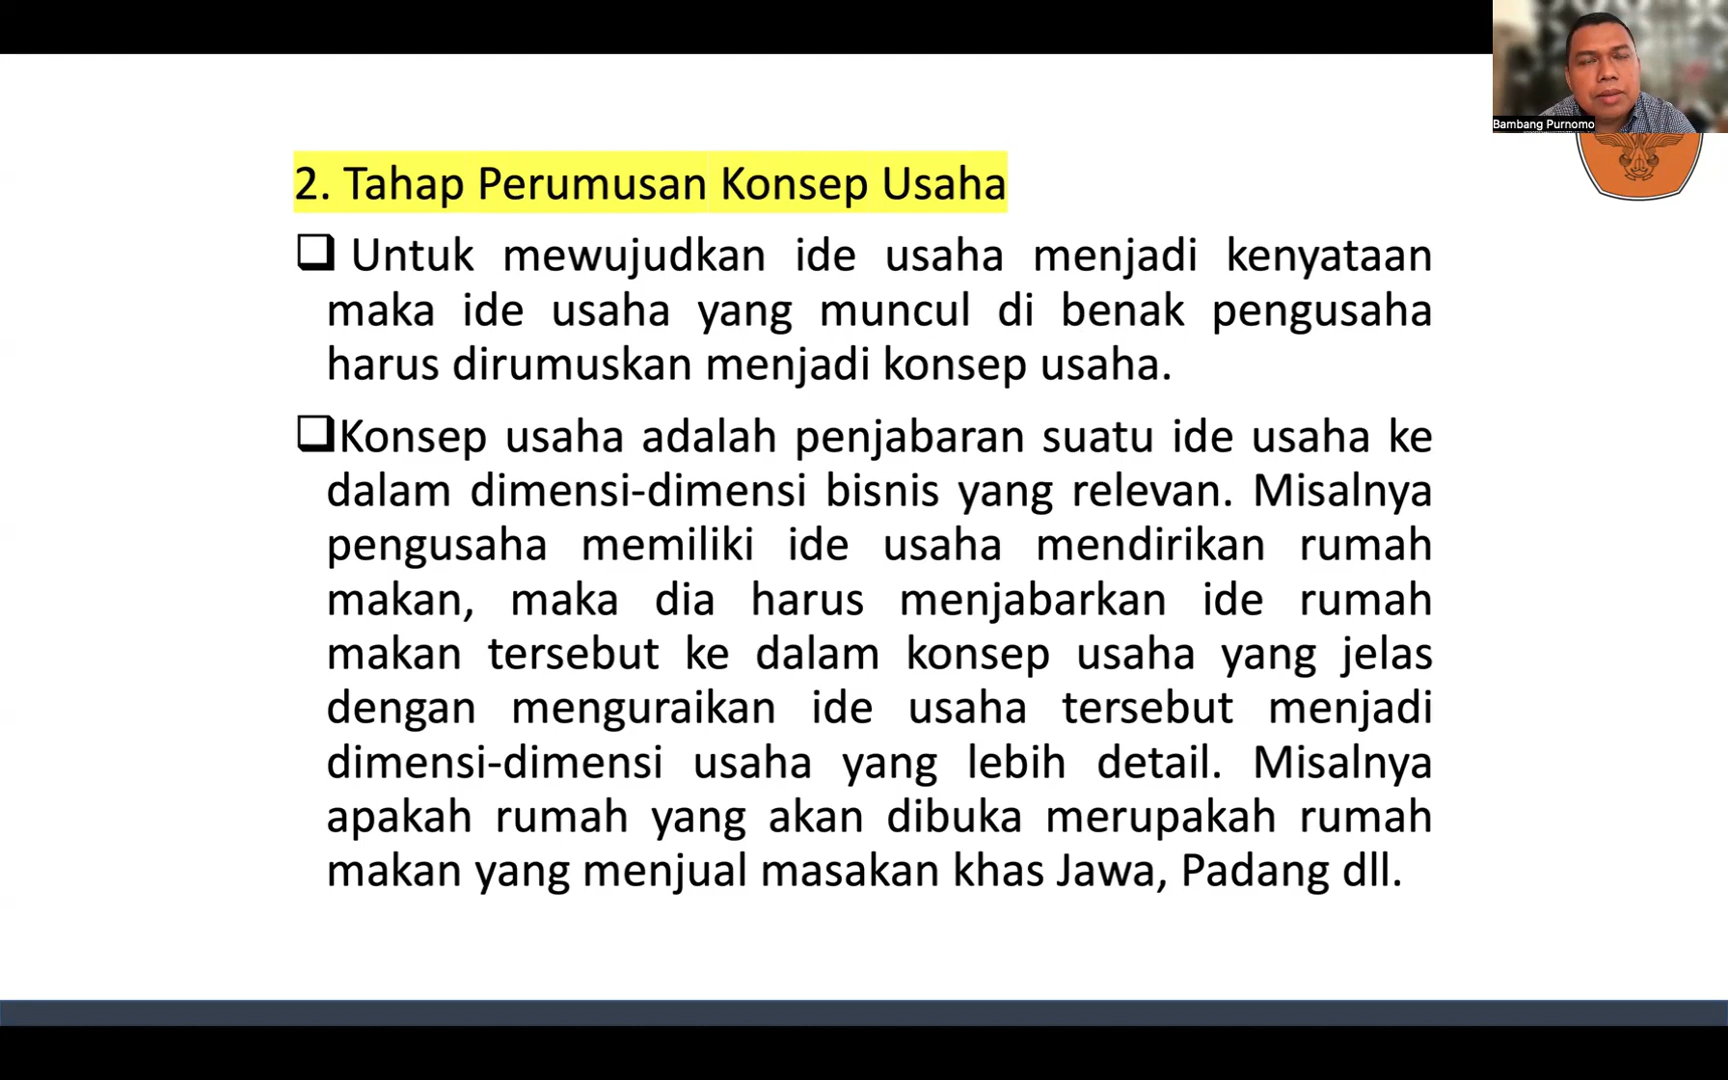 Bambang Purnomo
2. Tahap Perumusan Konsep Usaha
Untuk mewujudkan ide usaha menjadi kenyataan
maka ide usaha yang muncul di benak pengusaha
harus dirumuskan menjadi konsep usaha.
Konsep usaha adalah penjabaran suatu ide usaha ke
dalam dimensi-dimensi bisnis yang relevan. Misalnya
pengusaha memiliki ide usaha mendirikan rumah
makan, maka dia harus menjabarkan ide rumah
makan tersebut ke dalam konsep usaha yang jelas
dengan menguraikan ide usaha tersebut menjadi
dimensi-dimensi usaha yang lebih detail. Misalnya
apakah rumah yang akan dibuka merupakah rumah
makan yang menjual masakan khas Jawa, Padang dll.